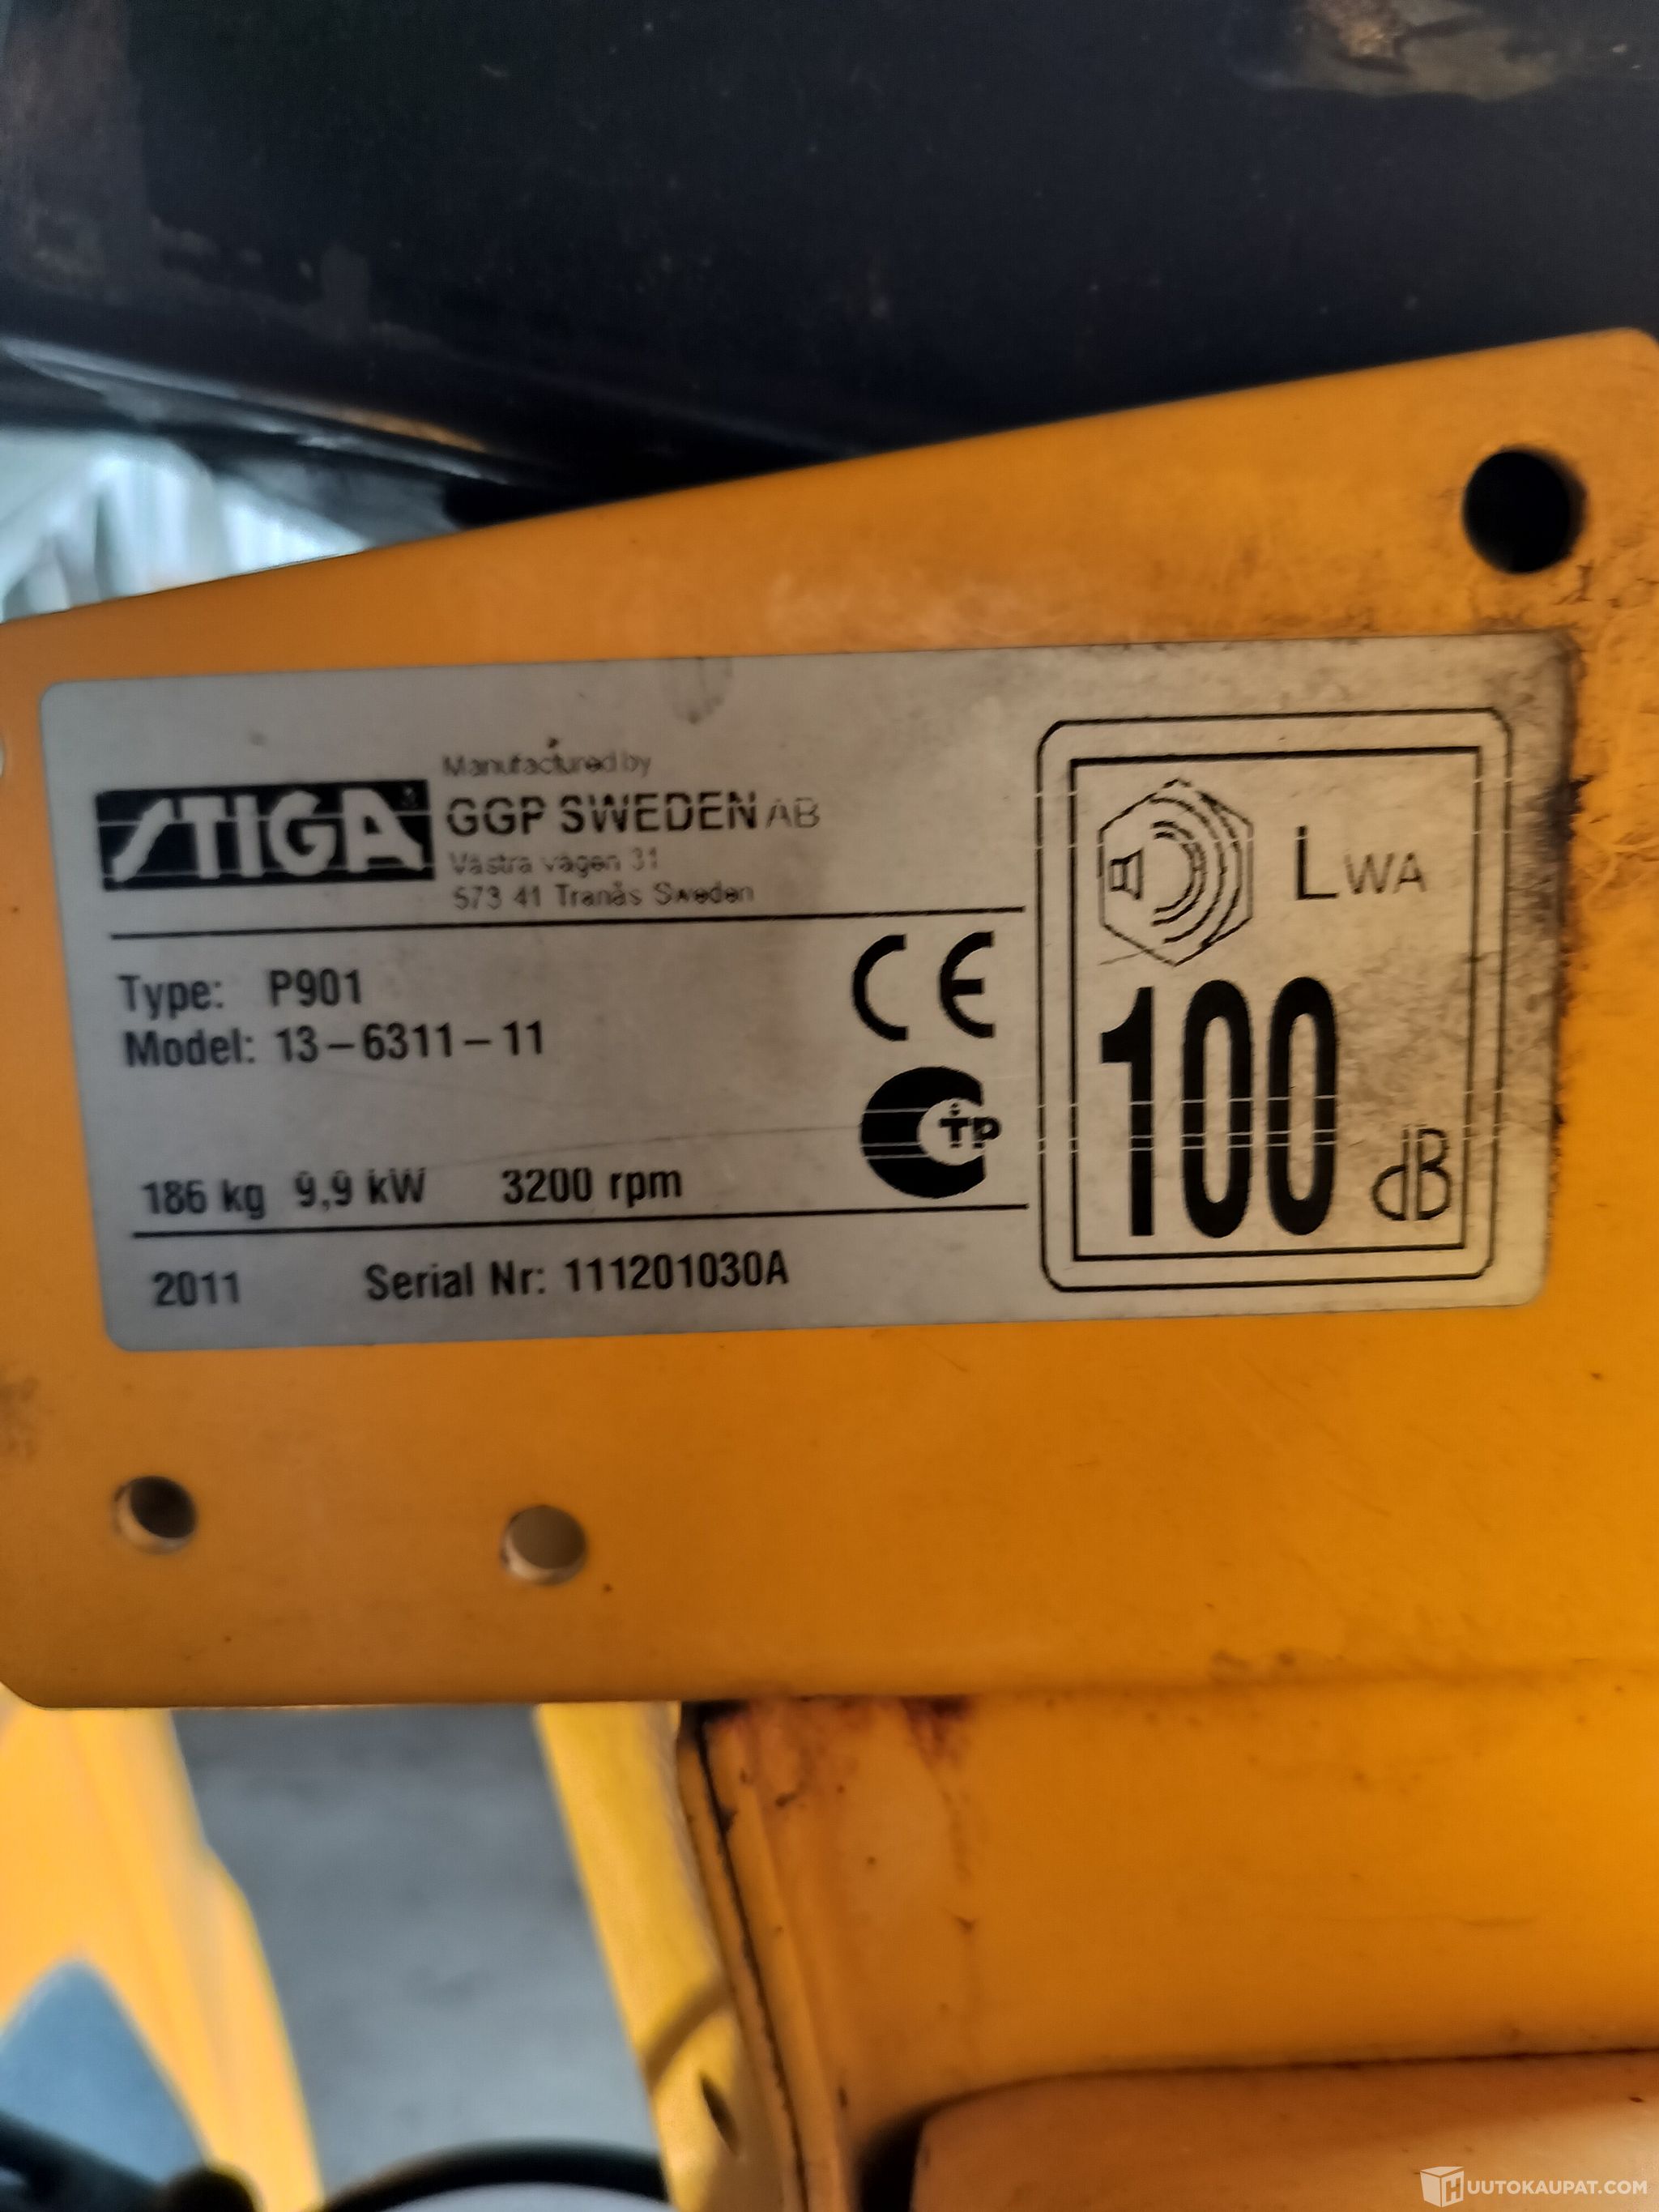 STIGA
Manufactured by
GGP SWEDEN AB
Västra vägen 31
573 41 Tranås Sweden
Type: P901
Model: 13-6311-11
CE
TP
186 kg 9,9 kW 3200 rpm
2011 Serial Nr: 111201030A
LWA
100
dB
HUUTOKAUPAT.COM